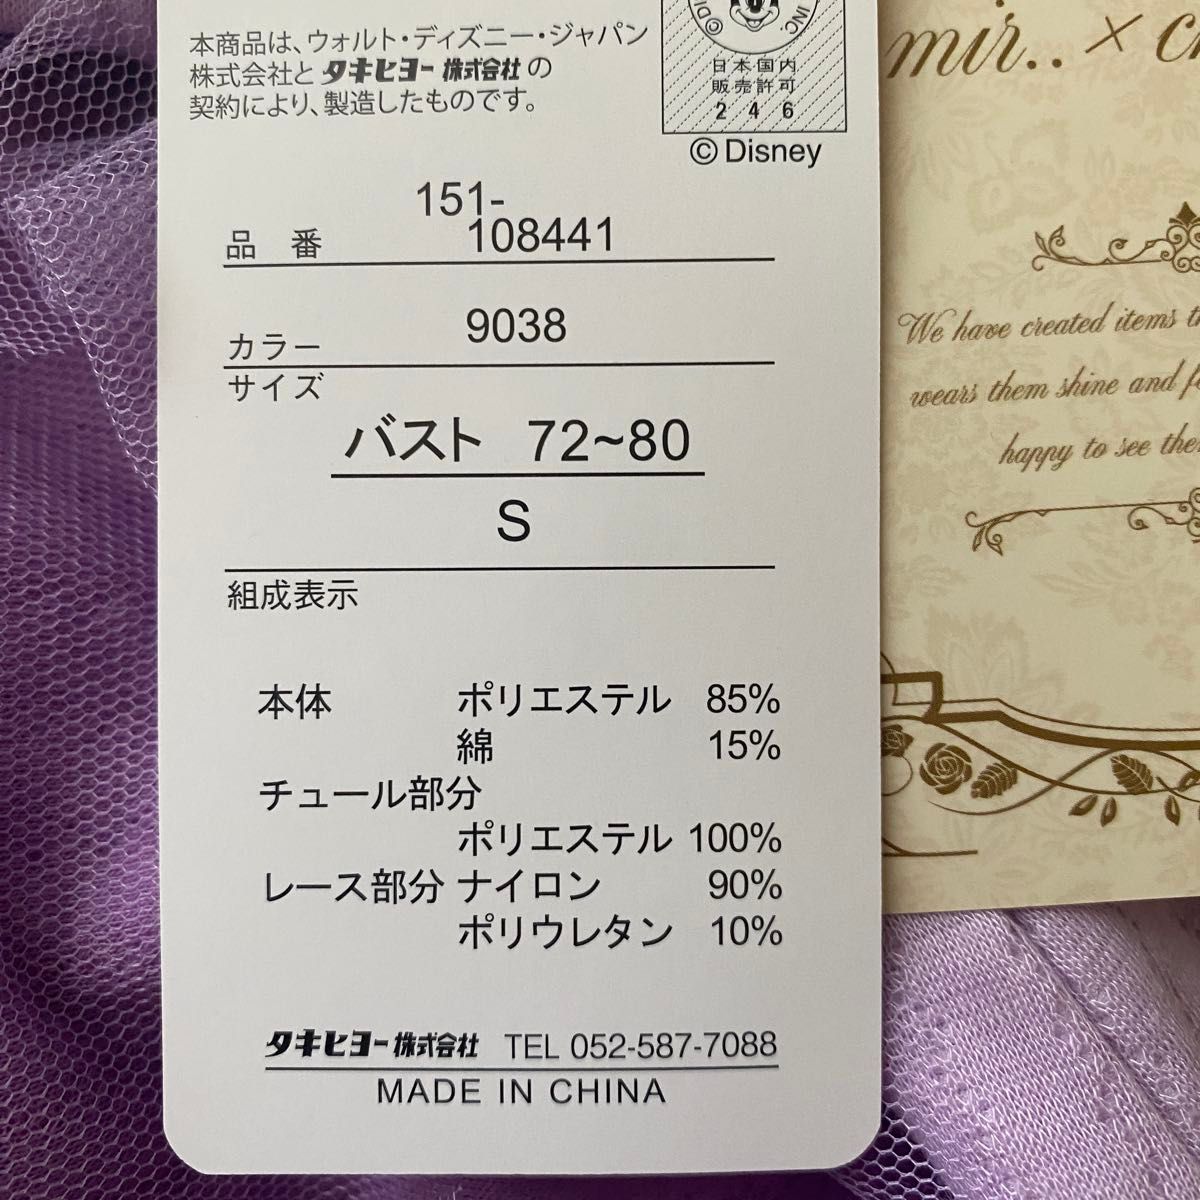 本商品は、ウォルト・ディズニー・ジャパン
株式会社と タキヒヨー 株式会社 の
契約により、製造したものです。
INC.
日本国内
販売許可
246
© Disney
151-
品 番 108441
カラー 9038
サイズ
バスト 72~80
S
組成表示
本体 ポリエステル 85%
綿 15%
チュール部分
ポリエステル 100%
レース部分 ナイロン 90%
ポリウレタン 10%
タキヒヨー株式会社 TEL 052-587-7088
MADE IN CHINA
mir.. ×
We have created items
wears them shine and
happy to see